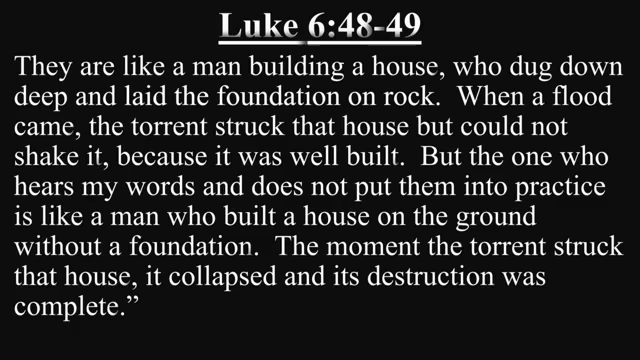 Luke 6:48-49
They are like a man building a house, who dug down
deep and laid the foundation on rock.  When a flood
came, the torrent struck that house but could not
shake it, because it was well built.  But the one who
hears my words and does not put them into practice
is like a man who built a house on the ground
without a foundation.  The moment the torrent struck
that house, it collapsed and its destruction was
complete.”